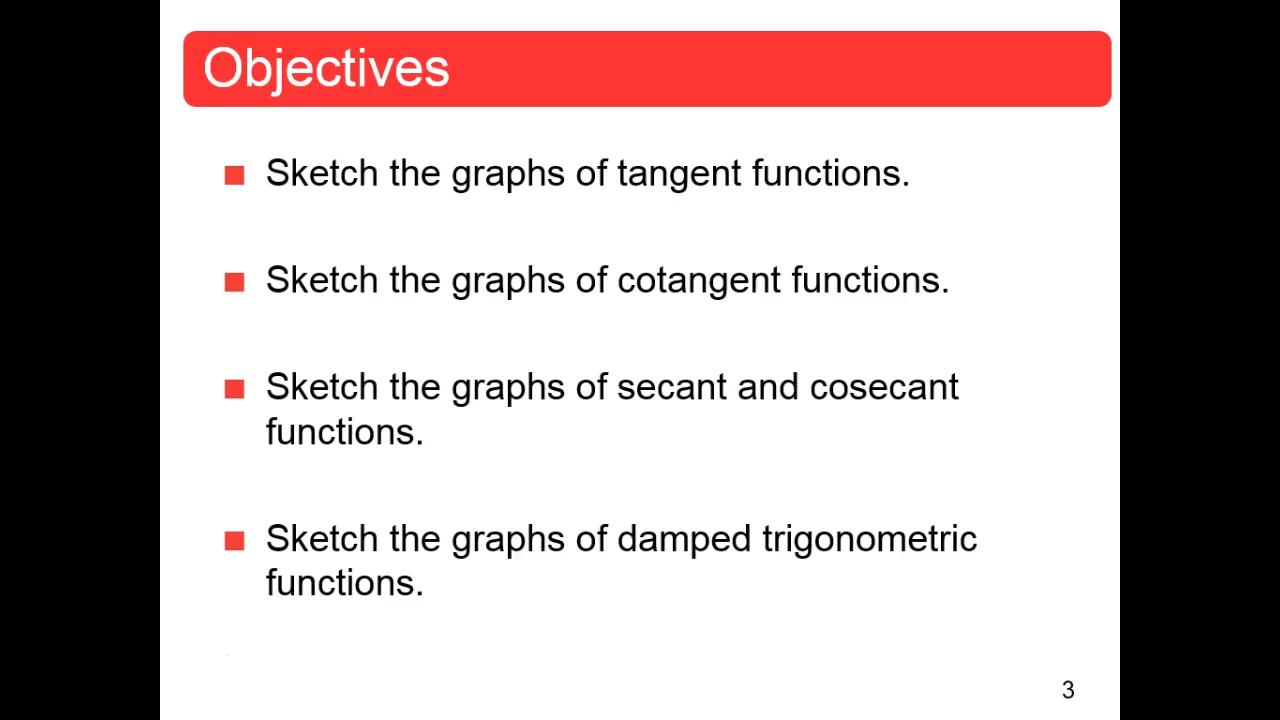 Objectives
Sketch the graphs of tangent functions.
Sketch the graphs of cotangent functions.
Sketch the graphs of secant and cosecant
functions.
Sketch the graphs of damped trigonometric
functions.
3